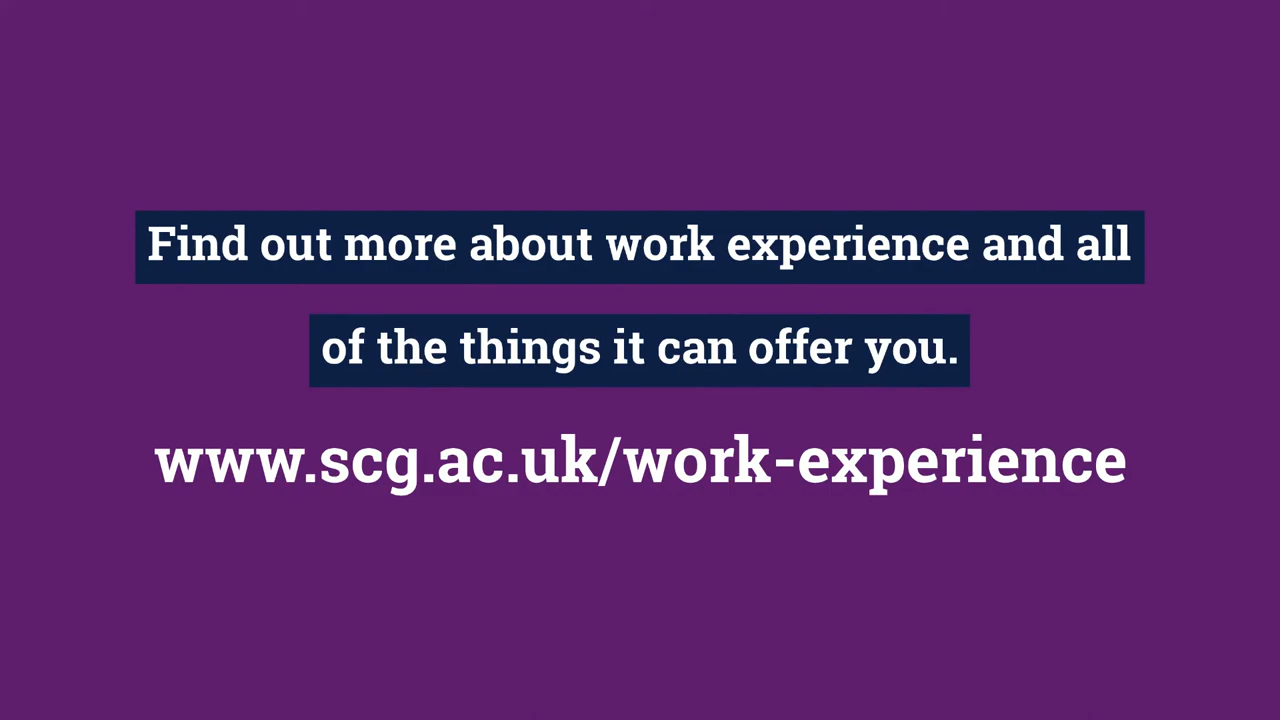 Find out more about work experience and all
of the things it can offer you.
www.scg.ac.uk/work-experience